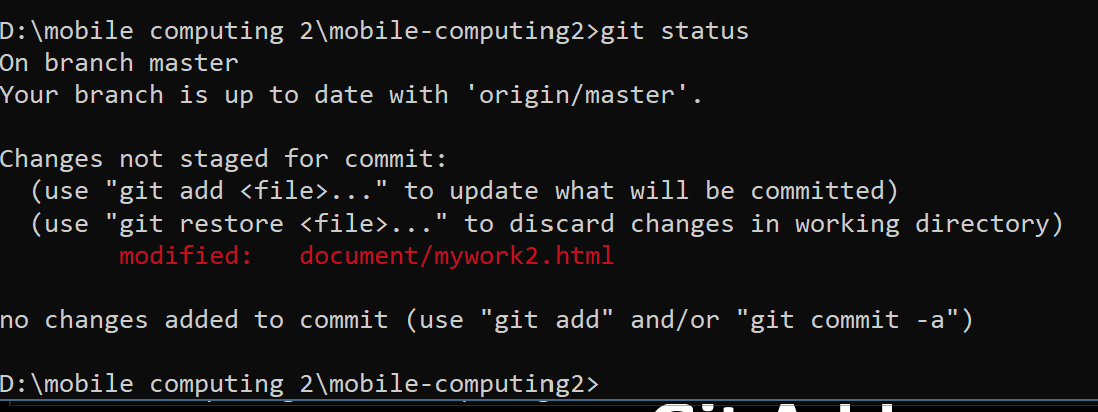 D:\mobile computing 2\mobile-computing2>git status
On branch master
Your branch is up to date with 'origin/master'.
Changes not staged for commit:
(use "git add <file>..." to update what will be committed)
(use "git restore <file>..." to discard changes in working directory)
modified: document/mywork2.html
no changes added to commit (use "git add" and/or "git commit -a")
D:\mobile computing 2\mobile-computing2>